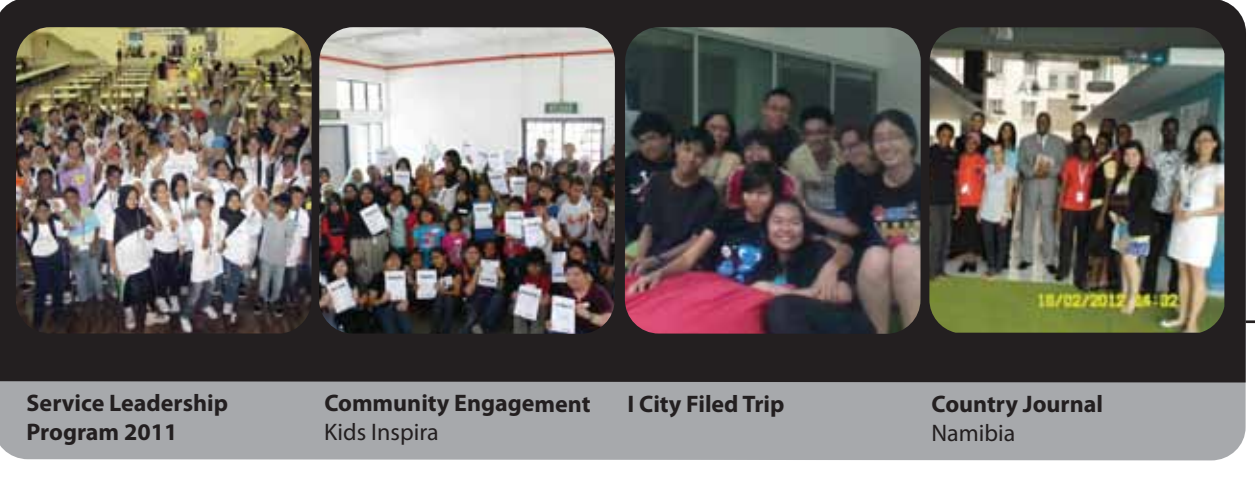 18/02/2012
Service Leadership
Program 2011
Community Engagement
Kids Inspira
I City Filed Trip
Country Journal
Namibia